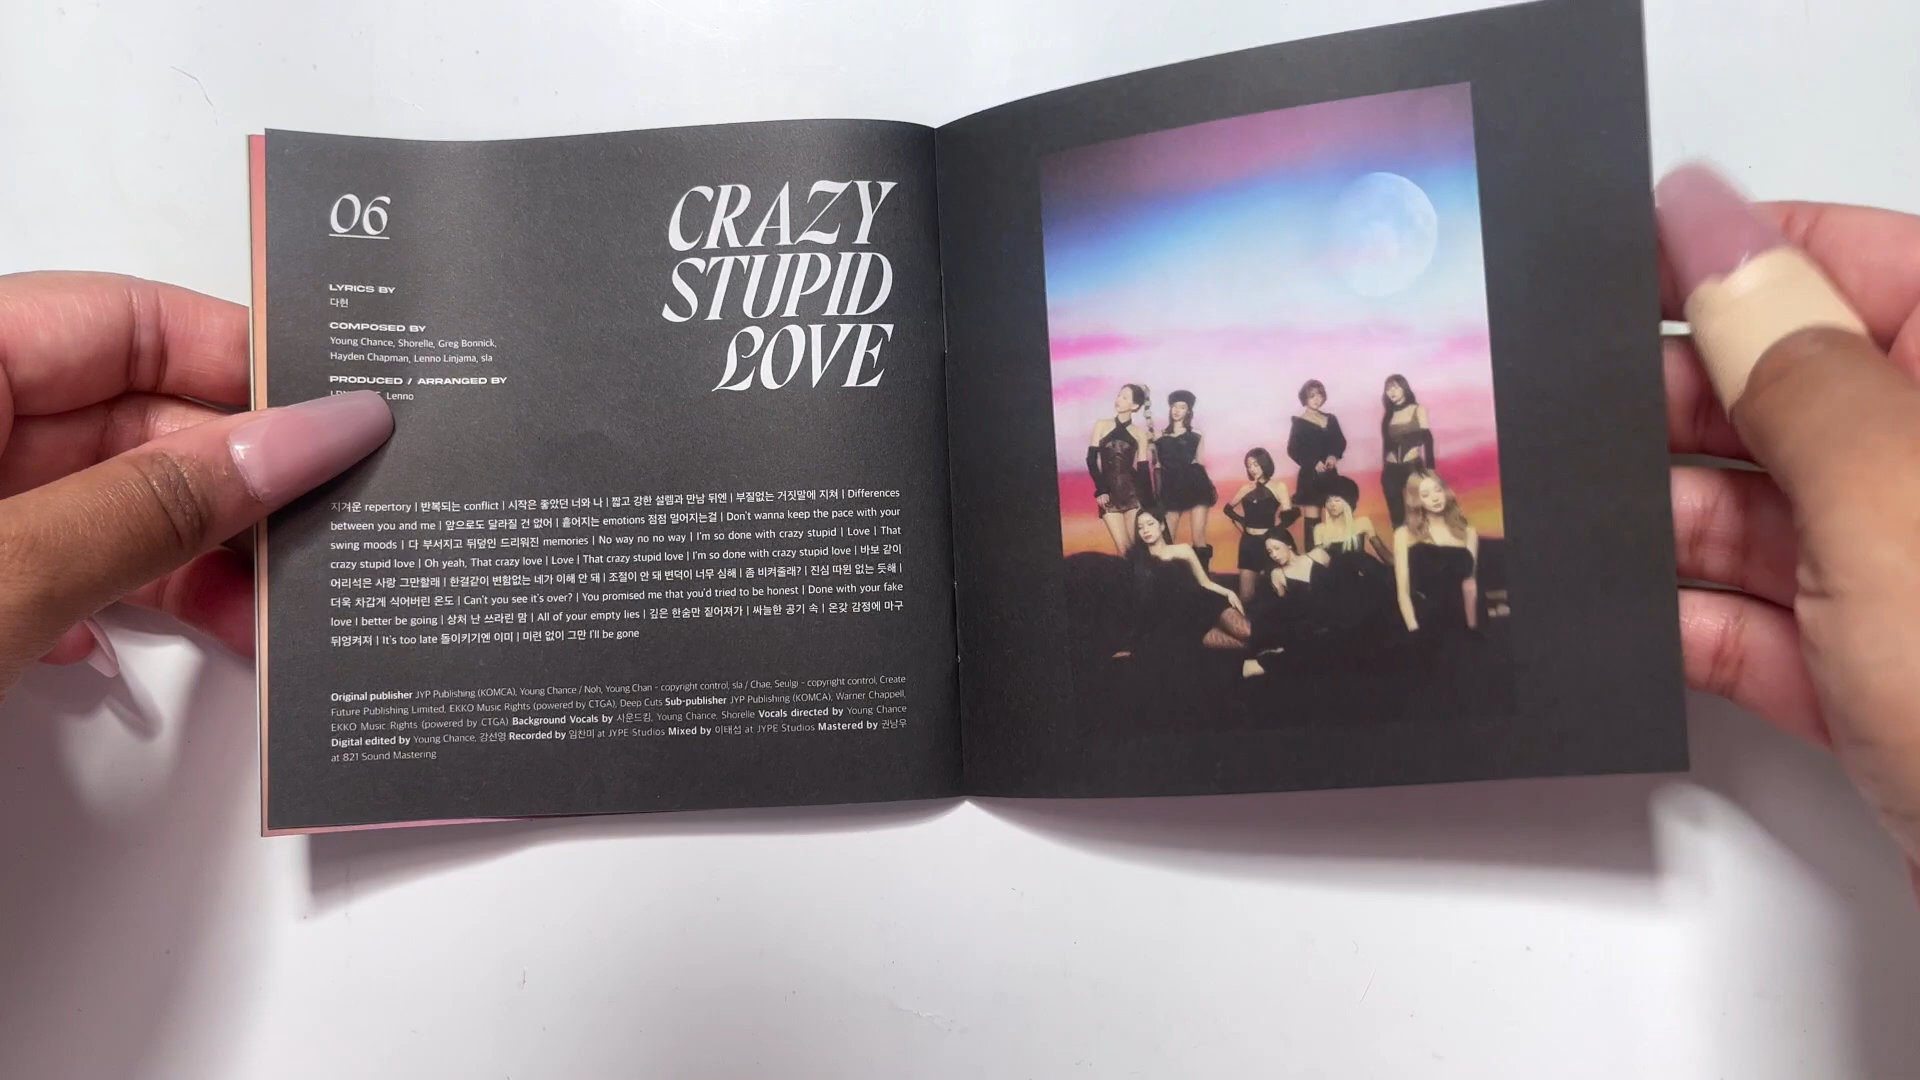 06
CRAZY
STUPID
LOVE
LYRICS BY
다현
COMPOSED BY
Young Chance, Shorelle, Greg Bonnick,
Hayden Chapman, Lenno Linjama, sla
PRODUCED / ARRANGED BY
Lenno
지겨운 repertory | 반복되는 conflict | 시작은 좋았던 너와 나 | 짧고 강한 설렘과 만남 뒤엔 | 부질없는 거짓말에 지쳐 | Differences
between you and me | 앞으로도 달라질 건 없어 | 흩어지는 emotions 점점 멀어지는걸 | Don't wanna keep the pace with your
swing moods | 다 부서지고 뒤덮인 드리워진 memories | No way no no way | I'm so done with crazy stupid | Love | That
crazy stupid love | Oh yeah, That crazy love | Love | That crazy stupid love | I'm so done with crazy stupid love | 바보 같이
어리석은 사랑 그만할래 | 한결같이 변함없는 네가 이해 안 돼 | 조절이 안 돼 변덕이 너무 심해 | 좀 비켜줄래? | 진심 따윈 없는 듯해 |
더욱 차갑게 식어버린 온도 | Can't you see it's over? | You promised me that you'd tried to be honest | Done with your fake
love I better be going | 상처 난 쓰라린 맘 | All of your empty lies | 깊은 한숨만 짙어져가 | 싸늘한 공기 속 | 온갖 감정에 마구
뒤엉켜져 | It's too late 돌이키기엔 이미 | 미련 없이 그만 I'll be gone
Original publisher JYP Publishing (KOMCA), Young Chance / Noh, Young Chan - copyright control, sla / Chae, Seulgi - copyright control, Create
Future Publishing Limited, EKKO Music Rights (powered by CTGA), Deep Cuts Sub-publisher JYP Publishing (KOMCA), Warner Chappell,
EKKO Music Rights (powered by CTGA) Background Vocals by 사운드킴, Young Chance, Shorelle Vocals directed by Young Chance
Digital edited by Young Chance, 강선영 Recorded by 임찬미 at JYPE Studios Mixed by 이태섭 at JYPE Studios Mastered by 권남우
at 821 Sound Mastering